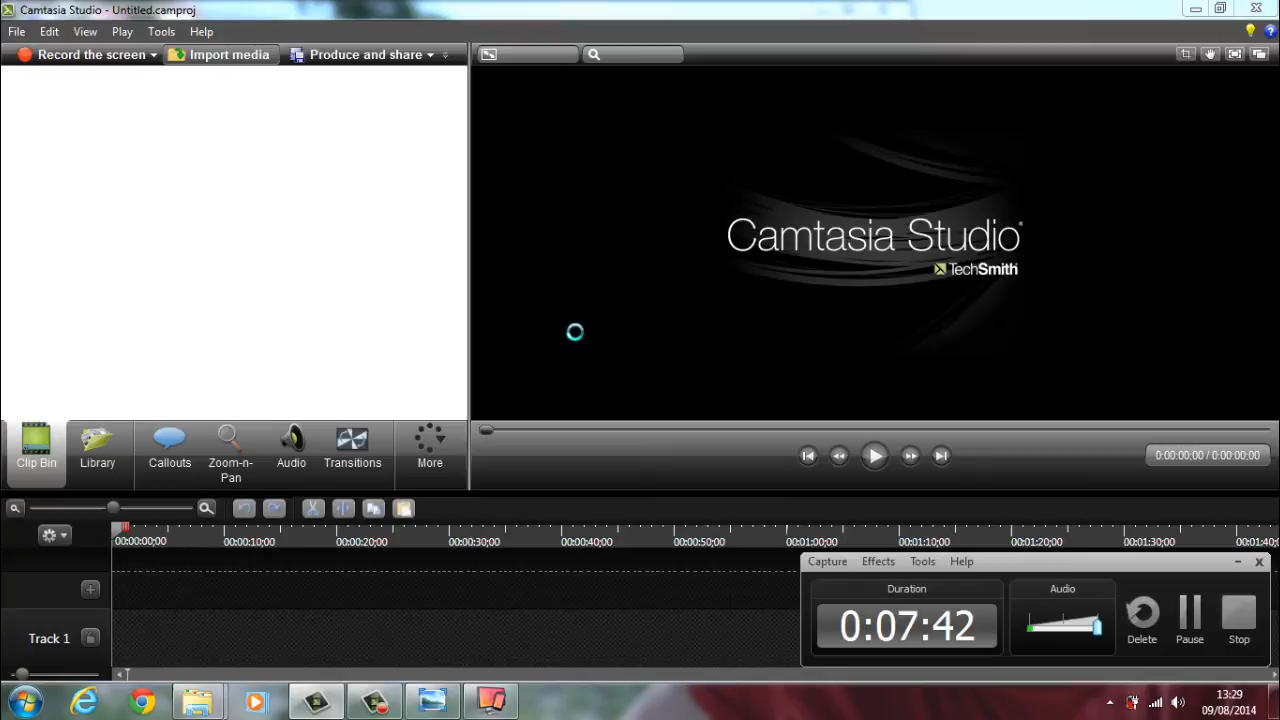 Camtasia Studio - Untitled.camproj
File Edit View Play Tools Help
Record the screen Import media Produce and share
Camtasia Studio®
TechSmith
Clip Bin Library Callouts Zoom-n-Pan Audio Transitions More
0:00:00;00 / 0:00:00;00
00:00:00;00 00:00:10;00 00:00:20;00 00:00:30;00 00:00:40;00 00:00:50;00 00:01:00;00 00:01:10;00 00:01:20;00 00:01:30;00 00:01:40;0
Capture Effects Tools Help
Duration Audio
0:07:42
Delete Pause Stop
Track 1
13:29
09/08/2014